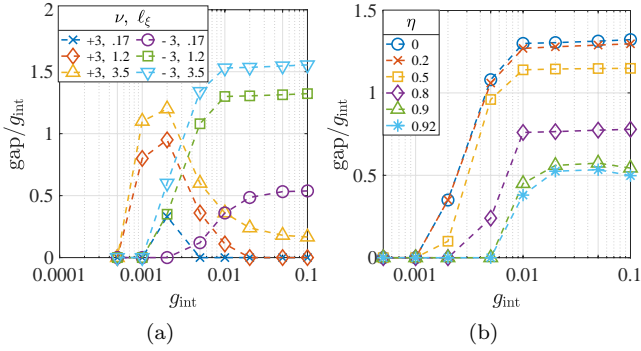 ν, ℓξ
+3, .17 - 3, .17
+3, 1.2 - 3, 1.2
+3, 3.5 - 3, 3.5
gap/g_int
1.5
1
0.5
0
0.0001 0.001 0.01 0.1
g_int
(a)
η
0
0.2
0.5
0.8
0.9
0.92
gap/g_int
1.5
1.0
0.5
0.0
0.001 0.01 0.1
g_int
(b)